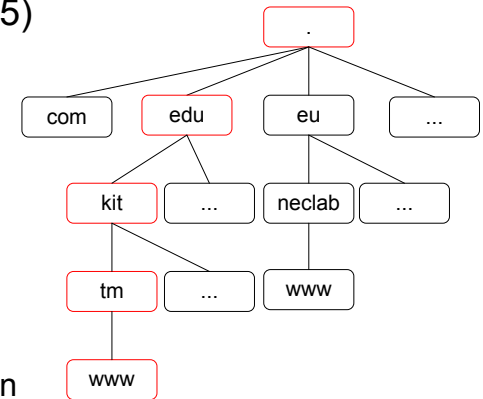 5)
.
com edu eu ...
kit ... neclab ...
tm ... www
www
n